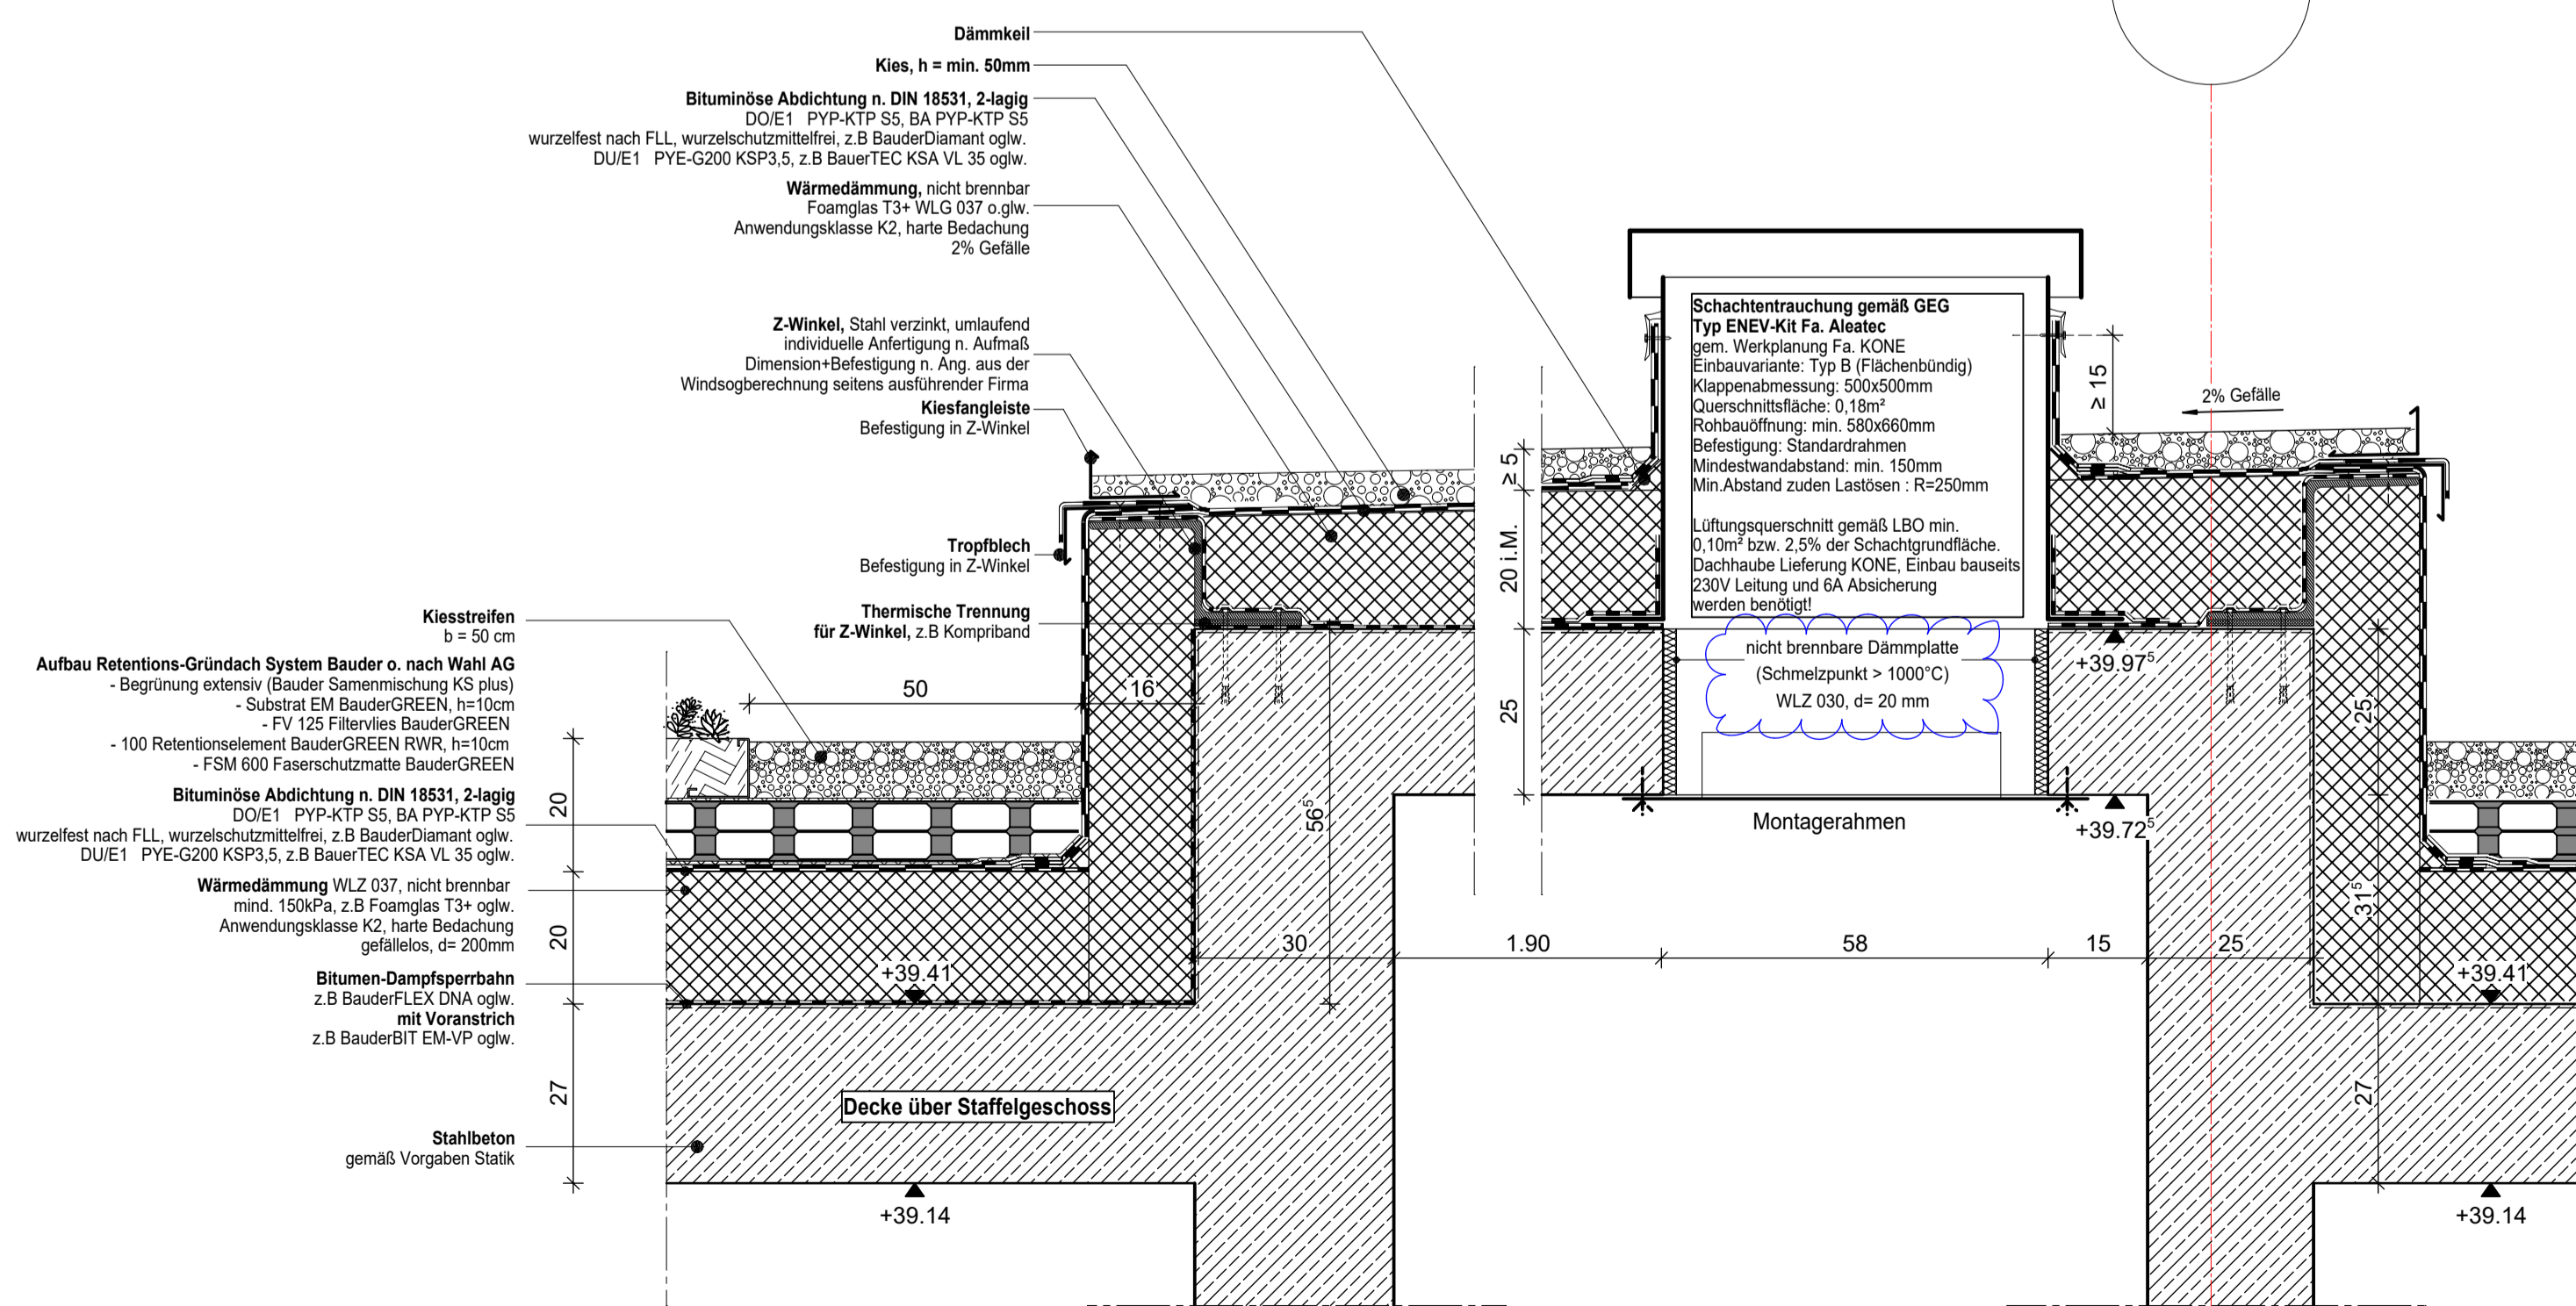 Dämmkeil
Kies, h = min. 50mm
Bituminöse Abdichtung n. DIN 18531, 2-lagig
DO/E1 PYP-KTP S5, BA PYP-KTP S5
wurzelfest nach FLL, wurzelschutzmittelfrei, z.B BauderDiamant oglw.
DU/E1 PYE-G200 KSP3,5, z.B BauerTEC KSA VL 35 oglw.
Wärmedämmung, nicht brennbar
Foamglas T3+ WLG 037 o.glw.
Anwendungsklasse K2, harte Bedachung
2% Gefälle
Z-Winkel, Stahl verzinkt, umlaufend
individuelle Anfertigung n. Aufmaß
Dimension+Befestigung n. Ang. aus der
Windsogberechnung seitens ausführender Firma
Kiesfangleiste
Befestigung in Z-Winkel
Tropfblech
Befestigung in Z-Winkel
Thermische Trennung
für Z-Winkel, z.B Kompriband
Kiesstreifen
b = 50 cm
Aufbau Retentions-Gründach System Bauder o. nach Wahl AG
- Begrünung extensiv (Bauder Samenmischung KS plus)
- Substrat EM BauderGREEN, h=10cm
- FV 125 Filtervlies BauderGREEN
- 100 Retentionselement BauderGREEN RWR, h=10cm
- FSM 600 Faserschutzmatte BauderGREEN
Bituminöse Abdichtung n. DIN 18531, 2-lagig
DO/E1 PYP-KTP S5, BA PYP-KTP S5
wurzelfest nach FLL, wurzelschutzmittelfrei, z.B BauderDiamant oglw.
DU/E1 PYE-G200 KSP3,5, z.B BauerTEC KSA VL 35 oglw.
Wärmedämmung WLZ 037, nicht brennbar
mind. 150kPa, z.B Foamglas T3+ oglw.
Anwendungsklasse K2, harte Bedachung
gefällelos, d= 200mm
Bitumen-Dampfsperrbahn
z.B BauderFLEX DNA oglw.
mit Voranstrich
z.B BauderBIT EM-VP oglw.
Stahlbeton
gemäß Vorgaben Statik
20
20
27
50
16
+39.41
Decke über Staffelgeschoss
+39.14
56⁵
30
1.90
58
15
25
≥ 5
20 i.M.
25
Schachtentrauchung gemäß GEG
Typ ENEV-Kit Fa. Aleatec
gem. Werkplanung Fa. KONE
Einbauvariante: Typ B (Flächenbündig)
Klappenabmessung: 500x500mm
Querschnittsfläche: 0,18m²
Rohbauöffnung: min. 580x660mm
Befestigung: Standardrahmen
Mindestwandabstand: min. 150mm
Min.Abstand zuden Lastösen : R=250mm
Lüftungsquerschnitt gemäß LBO min.
0,10m² bzw. 2,5% der Schachtgrundfläche.
Dachhaube Lieferung KONE, Einbau bauseits
230V Leitung und 6A Absicherung
werden benötigt!
nicht brennbare Dämmplatte
(Schmelzpunkt > 1000°C)
WLZ 030, d= 20 mm
Montagerahmen
≥ 15
2% Gefälle
+39.97⁵
+39.72⁵
25
31⁵
27
+39.41
+39.14